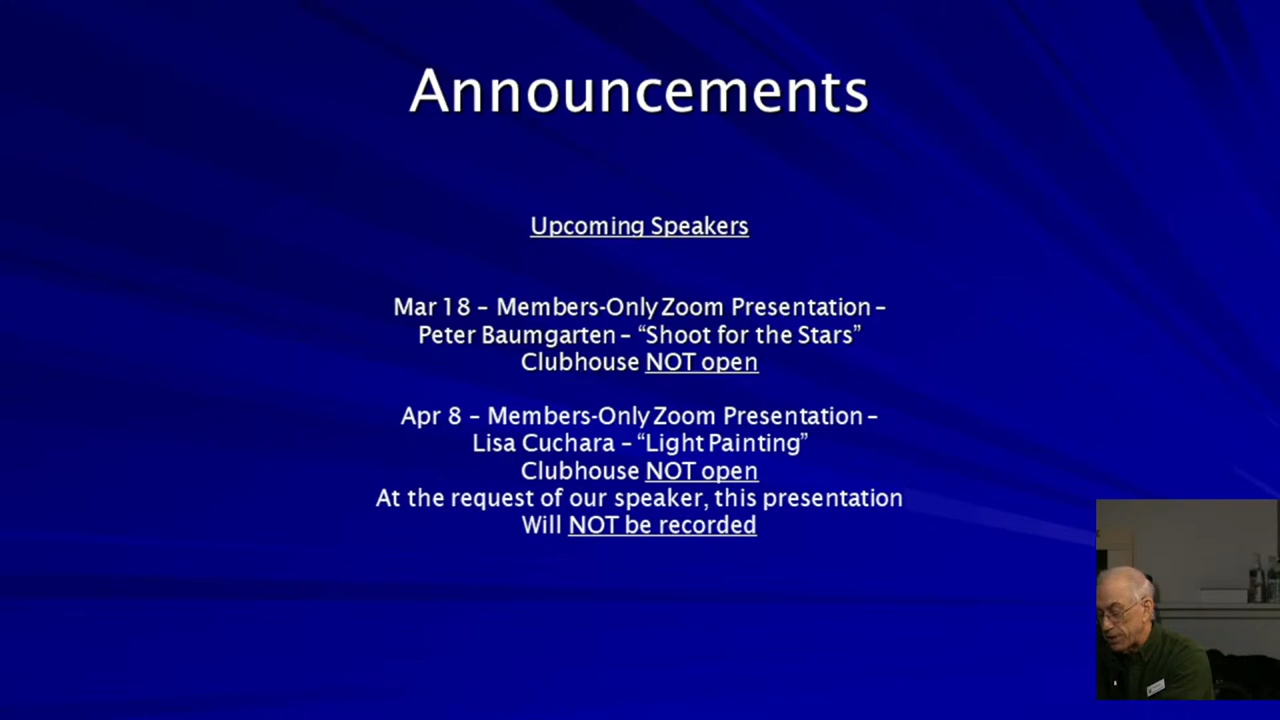 Announcements
Upcoming Speakers
Mar 18 – Members-Only Zoom Presentation –
Peter Baumgarten – “Shoot for the Stars”
Clubhouse NOT open
Apr 8 – Members-Only Zoom Presentation –
Lisa Cuchara – “Light Painting”
Clubhouse NOT open
At the request of our speaker, this presentation
Will NOT be recorded